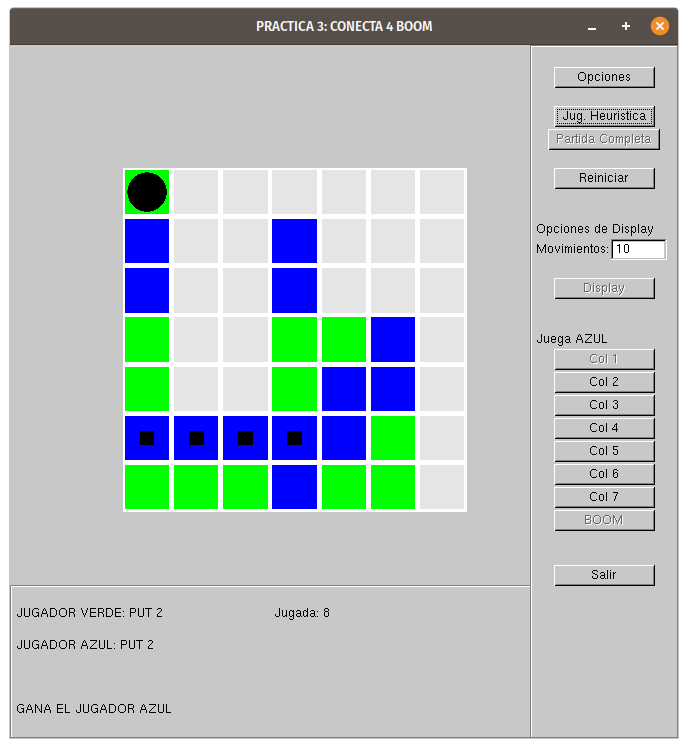 PRACTICA 3: CONECTA 4 BOOM
Opciones
Jug. Heuristica
Partida Completa
Reiniciar
Opciones de Display
Movimientos: 10
Display
Juega AZUL
Col 1
Col 2
Col 3
Col 4
Col 5
Col 6
Col 7
BOOM
Salir
JUGADOR VERDE: PUT 2 Jugada: 8
JUGADOR AZUL: PUT 2
GANA EL JUGADOR AZUL